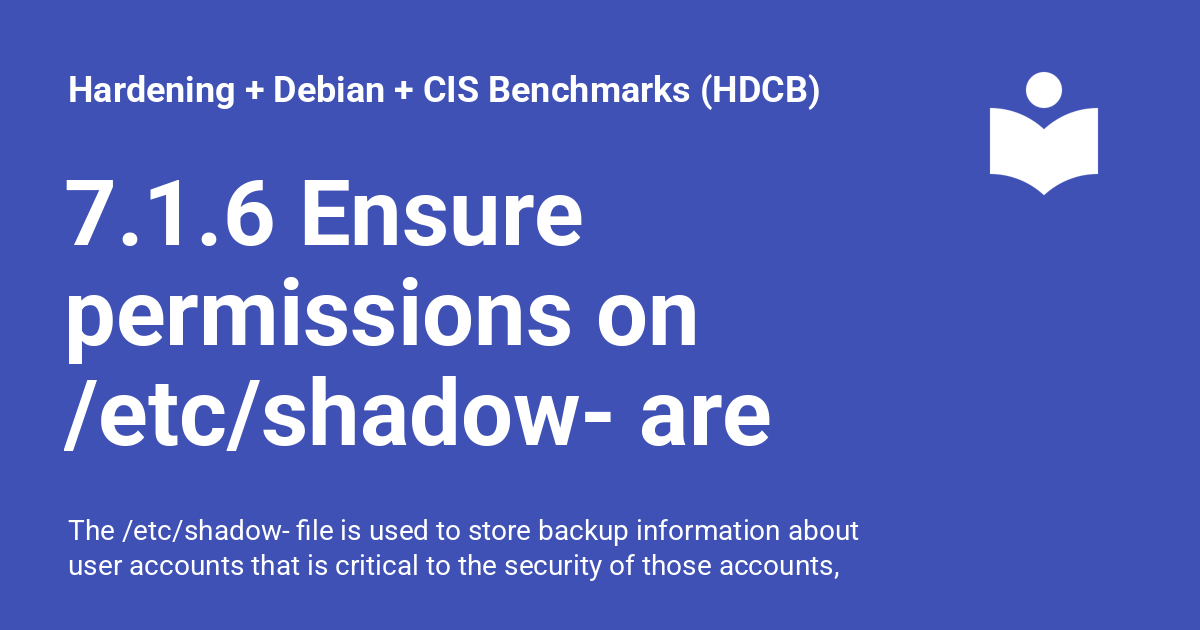 Hardening + Debian + CIS Benchmarks (HDCB)
7.1.6 Ensure
permissions on
/etc/shadow- are
The /etc/shadow- file is used to store backup information about
user accounts that is critical to the security of those accounts,